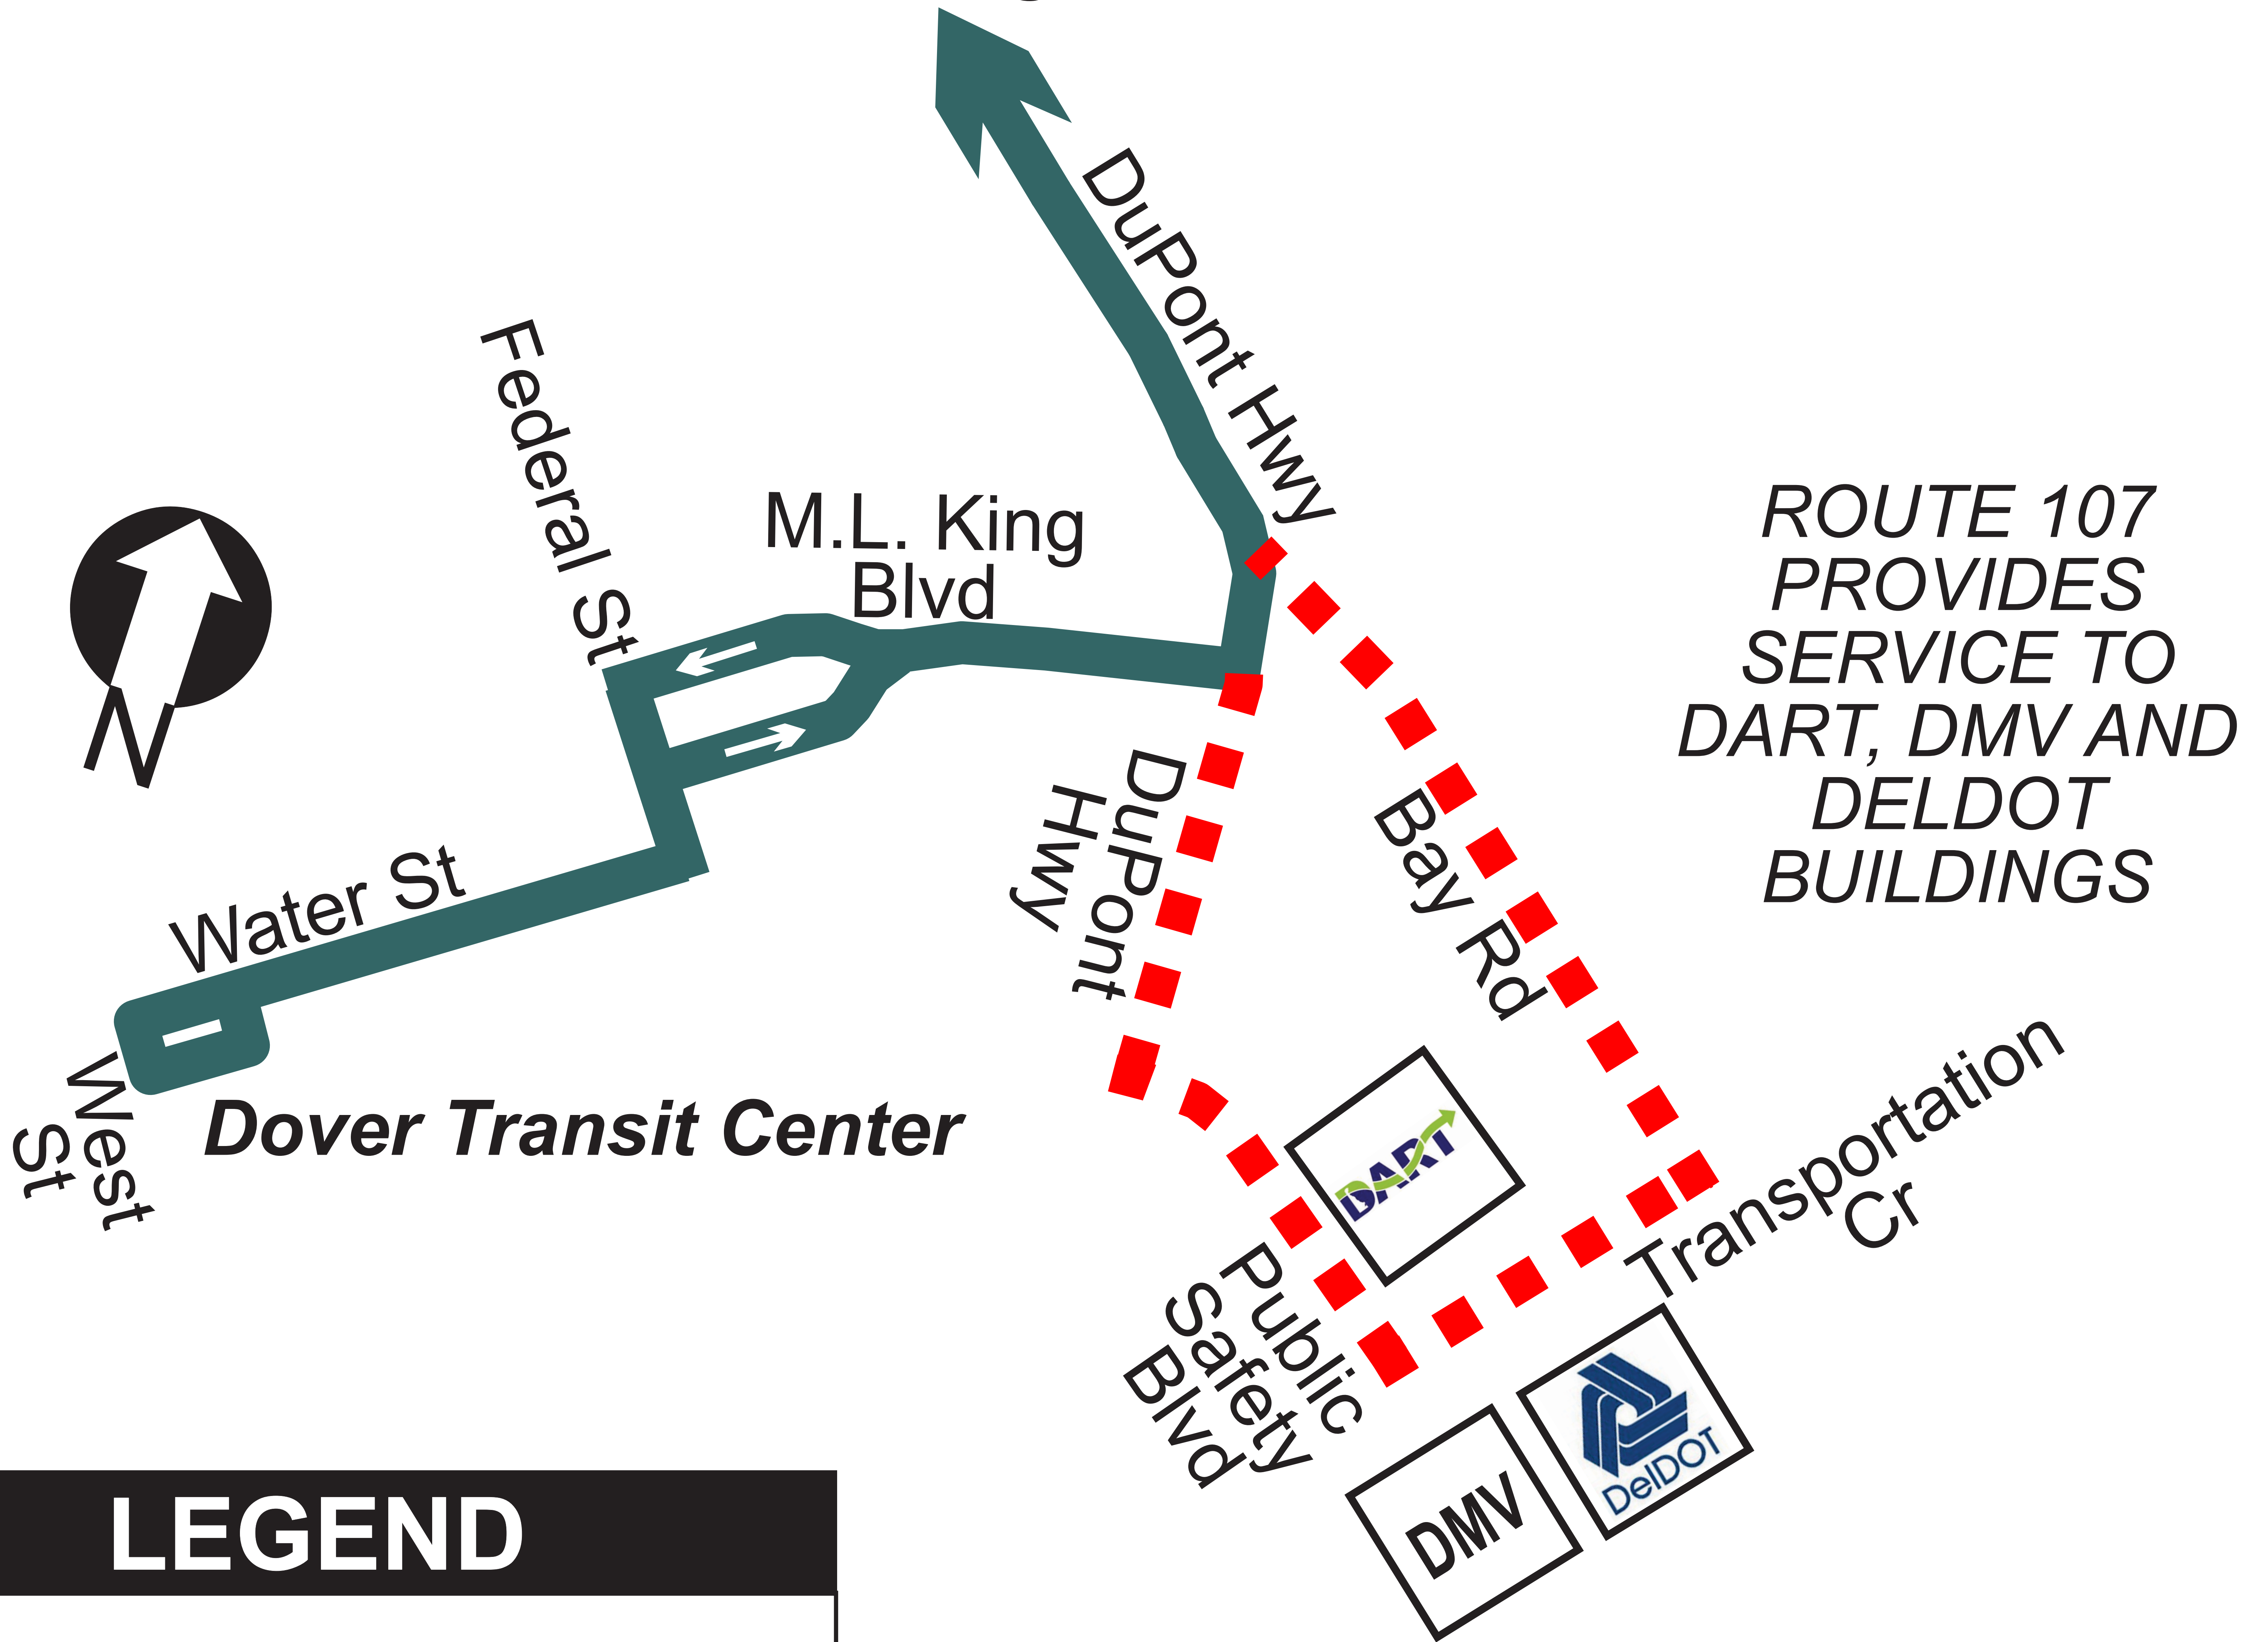 DuPont Hwy
Federal St
M.L. King
Blvd
ROUTE 107
PROVIDES
SERVICE TO
DART, DMV AND
DELDOT
BUILDINGS
N
DuPont
Hwy
Bay Rd
Water St
West
St
Dover Transit Center
DART
Transportation
Cr
Public
Safety
Blvd
DelDOT
DMV
LEGEND